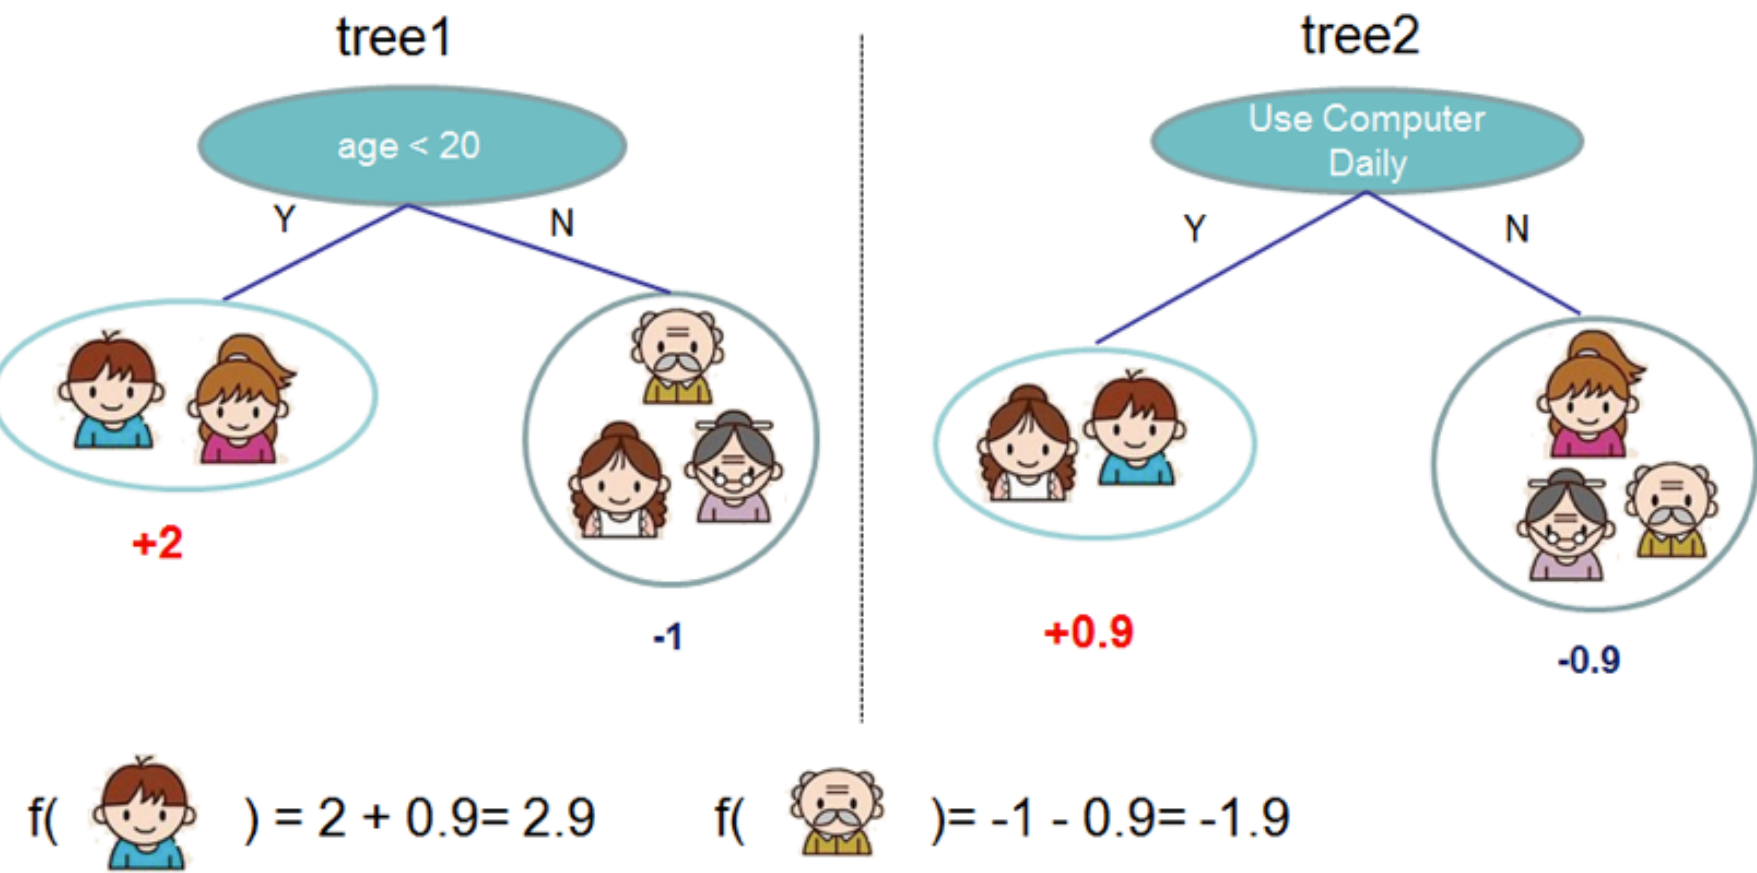 tree1
age < 20
Y
N
+2
-1
tree2
Use Computer
Daily
Y
N
+0.9
-0.9
f( ) = 2 + 0.9= 2.9
f( )= -1 - 0.9= -1.9